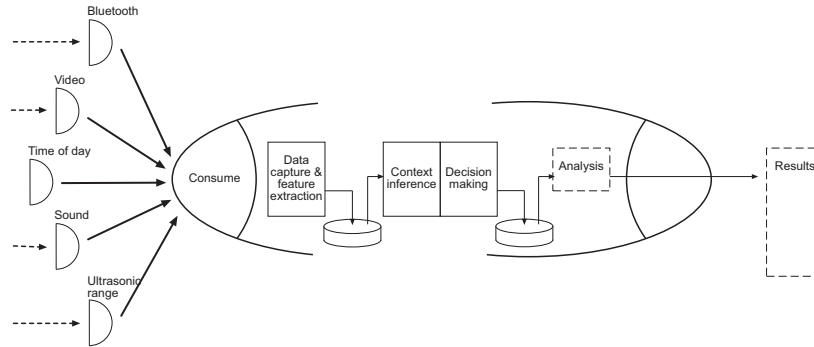 Bluetooth
Video
Time of day
Sound
Ultrasonic
range
Consume
Data
capture &
feature
extraction
Context
inference
Decision
making
Analysis
Results